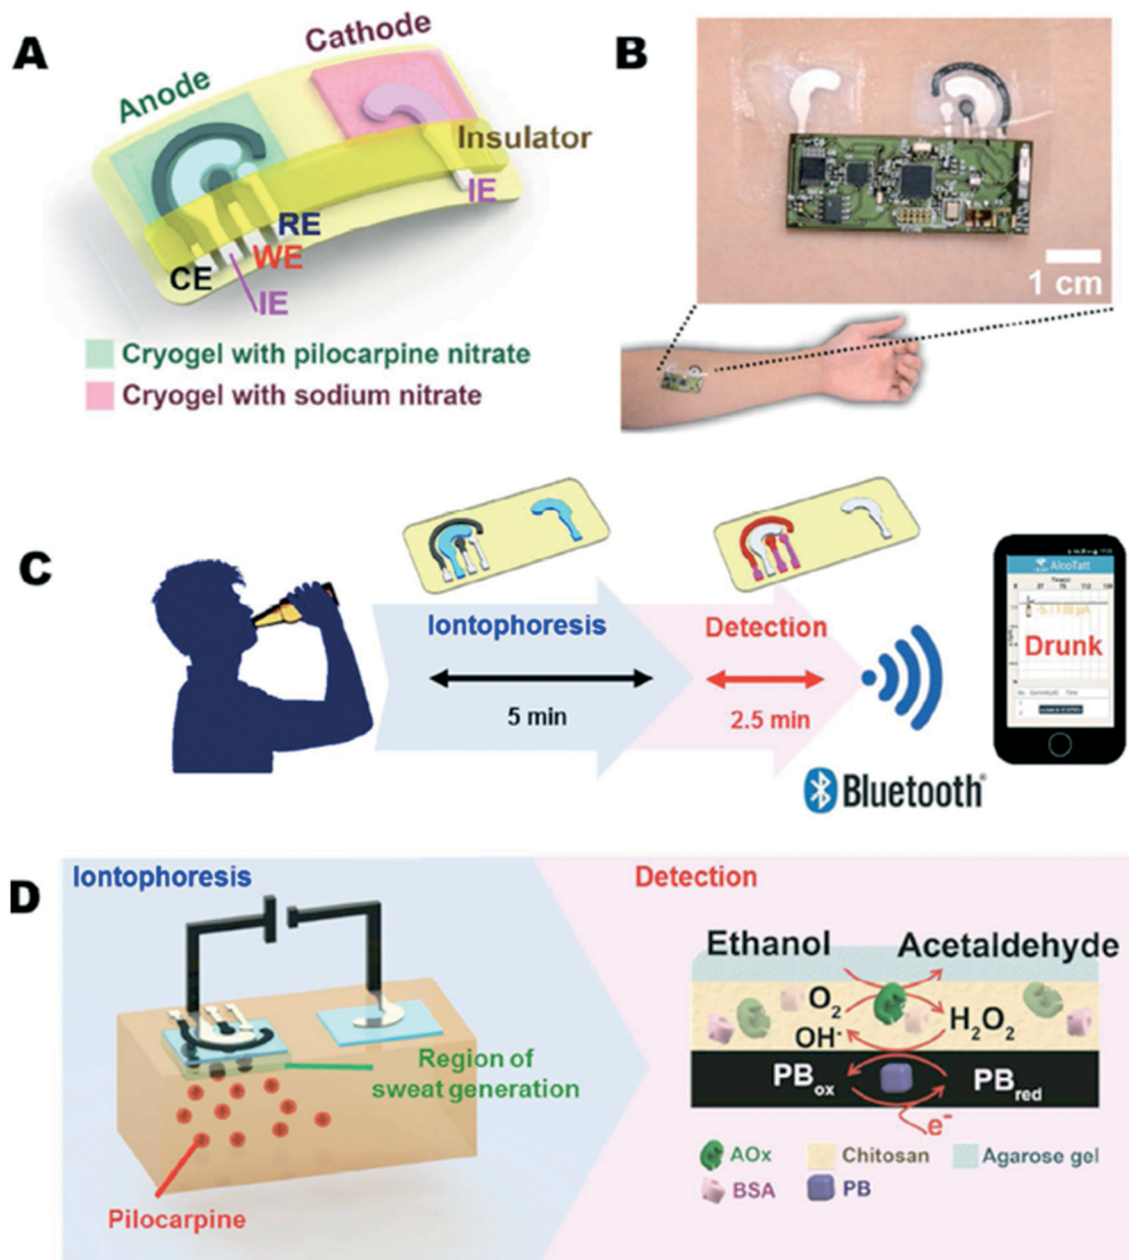 A
Cathode
Anode
Insulator
IE
RE
WE
CE
IE
Cryogel with pilocarpine nitrate
Cryogel with sodium nitrate
B
1 cm
C
Iontophoresis
5 min
Detection
2.5 min
Bluetooth
AlcoTatt
Drunk
D
Iontophoresis
Region of
sweat generation
Pilocarpine
Detection
Ethanol
Acetaldehyde
O2
H2O2
OH-
PBox
PBred
e-
AOx
Chitosan
Agarose gel
BSA
PB